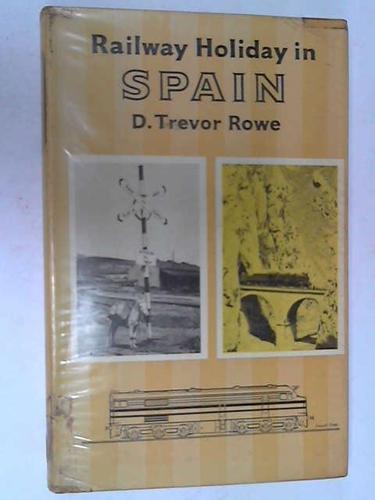 Railway Holiday in
SPAIN
D. Trevor Rowe